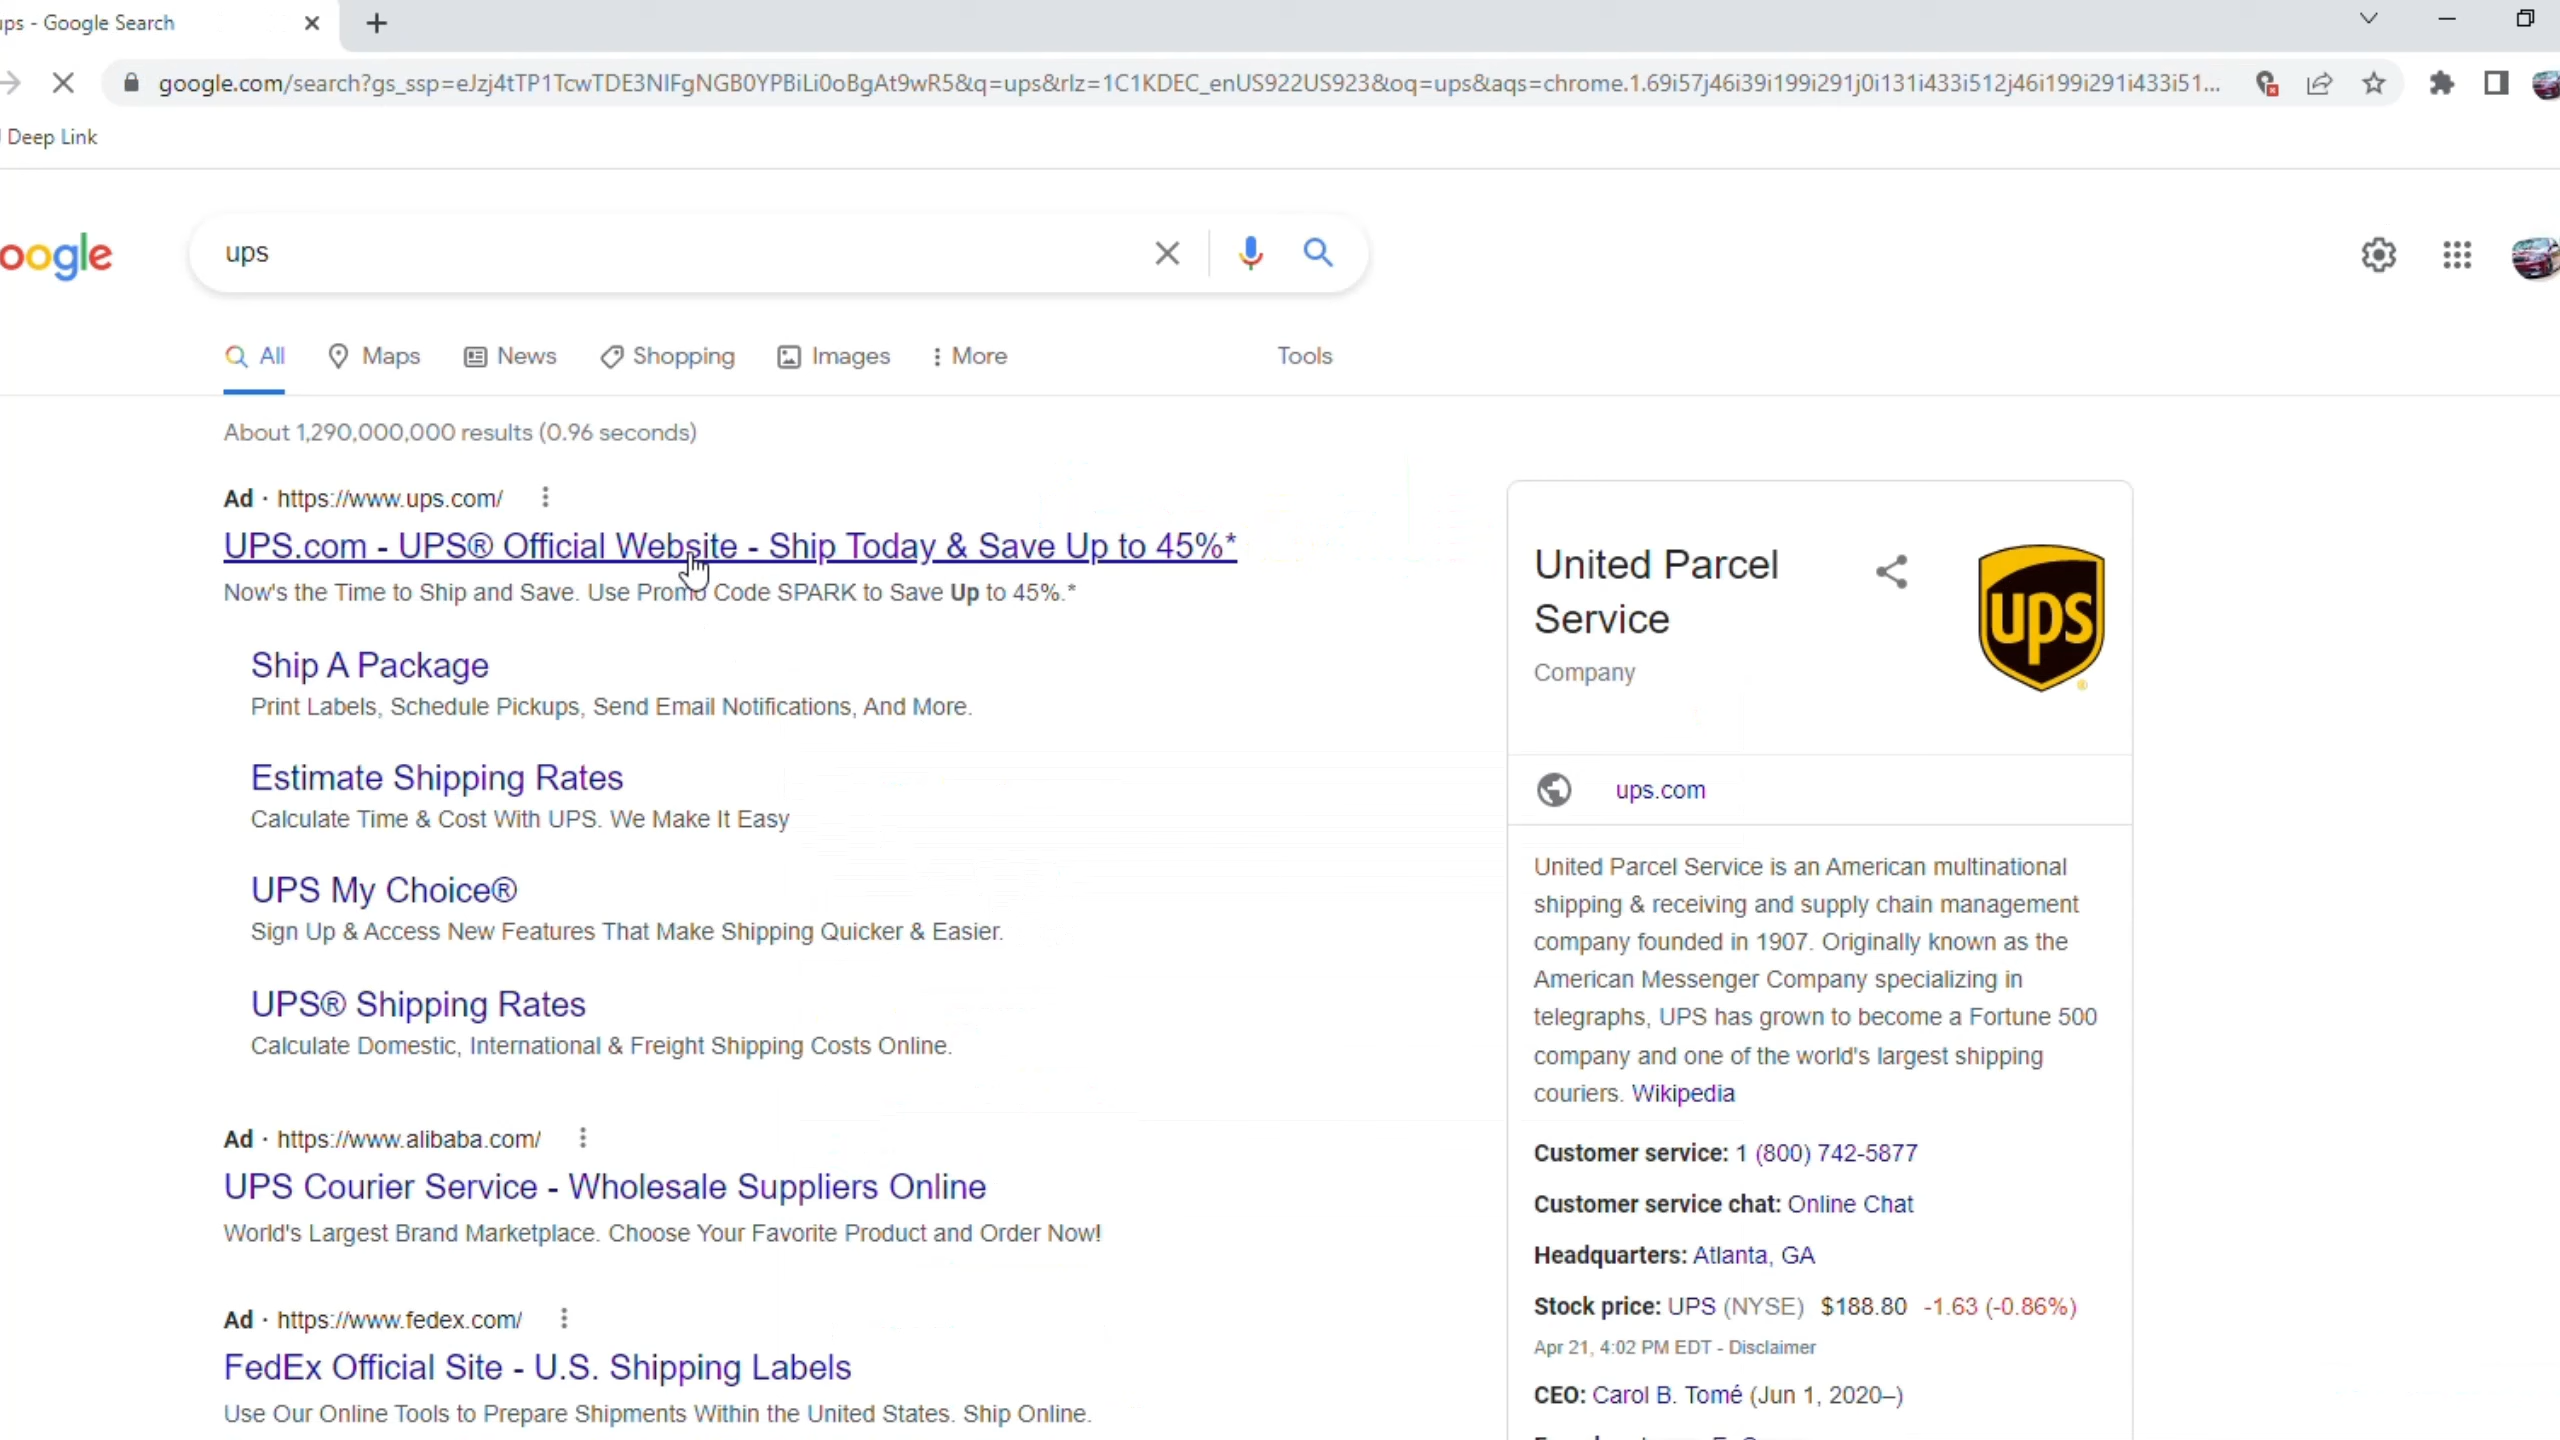 ups - Google Search
google.com/search?gs_ssp=eJzj4tTP1TcwTDE3NIFgNGB0YPBiLi0oBgAt9wR5&q=ups&rlz=1C1KDEC_enUS922US923&oq=ups&aqs=chrome.1.69i57j46i39i199i291j0i131i433i512j46i199i291i433i51...
Deep Link
oogle
ups
All Maps News Shopping Images More Tools
About 1,290,000,000 results (0.96 seconds)
Ad · https://www.ups.com/
UPS.com - UPS® Official Website - Ship Today & Save Up to 45%*
Now's the Time to Ship and Save. Use Promo Code SPARK to Save Up to 45%.*
Ship A Package
Print Labels, Schedule Pickups, Send Email Notifications, And More.
Estimate Shipping Rates
Calculate Time & Cost With UPS. We Make It Easy
UPS My Choice®
Sign Up & Access New Features That Make Shipping Quicker & Easier.
UPS® Shipping Rates
Calculate Domestic, International & Freight Shipping Costs Online.
Ad · https://www.alibaba.com/
UPS Courier Service - Wholesale Suppliers Online
World's Largest Brand Marketplace. Choose Your Favorite Product and Order Now!
Ad · https://www.fedex.com/
FedEx Official Site - U.S. Shipping Labels
Use Our Online Tools to Prepare Shipments Within the United States. Ship Online.
United Parcel
Service
Company
ups
®
ups.com
United Parcel Service is an American multinational
shipping & receiving and supply chain management
company founded in 1907. Originally known as the
American Messenger Company specializing in
telegraphs, UPS has grown to become a Fortune 500
company and one of the world's largest shipping
couriers. Wikipedia
Customer service: 1 (800) 742-5877
Customer service chat: Online Chat
Headquarters: Atlanta, GA
Stock price: UPS (NYSE) $188.80 -1.63 (-0.86%)
Apr 21, 4:02 PM EDT - Disclaimer
CEO: Carol B. Tomé (Jun 1, 2020–)